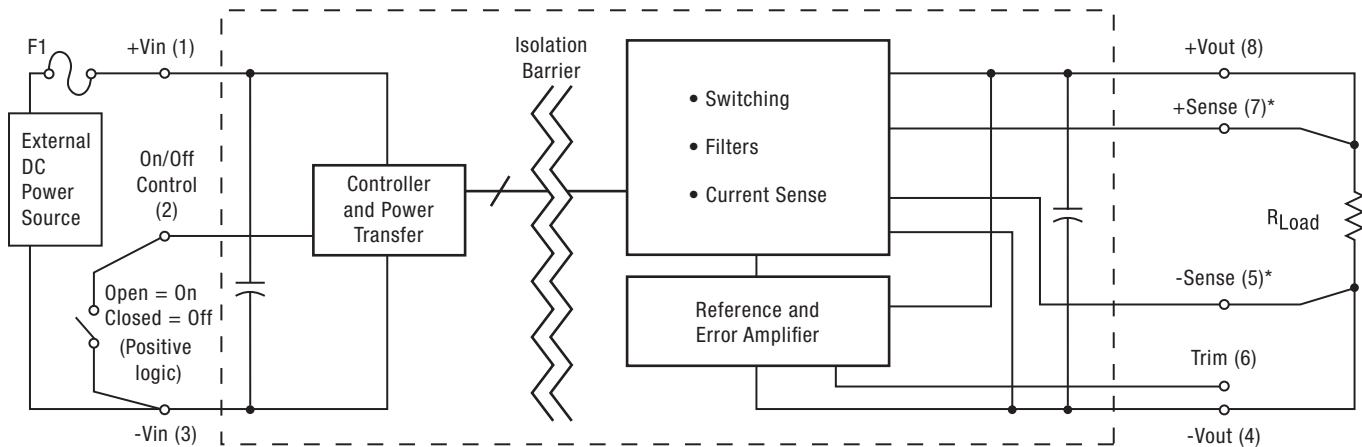 F1
+Vin (1)
External
DC
Power
Source
On/Off
Control
(2)
Open = On
Closed = Off
(Positive
logic)
-Vin (3)
Controller
and Power
Transfer
Isolation
Barrier
• Switching
• Filters
• Current Sense
Reference and
Error Amplifier
+Vout (8)
+Sense (7)*
RLoad
-Sense (5)*
Trim (6)
-Vout (4)